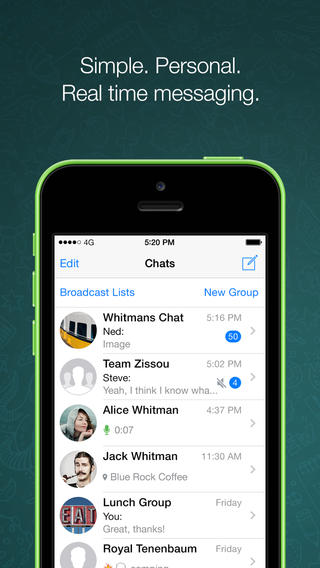 Simple. Personal.
Real time messaging.
4G 5:20 PM
Edit Chats
Broadcast Lists New Group
Whitmans Chat 5:16 PM
Ned:
Image 50
Team Zissou 5:02 PM
Steve:
Yeah, I think I know wha... 4
Alice Whitman 4:37 PM
0:07
Jack Whitman 11:30 AM
Blue Rock Coffee
Lunch Group Friday
You:
Great, thanks!
EAT
Royal Tenenbaum Friday